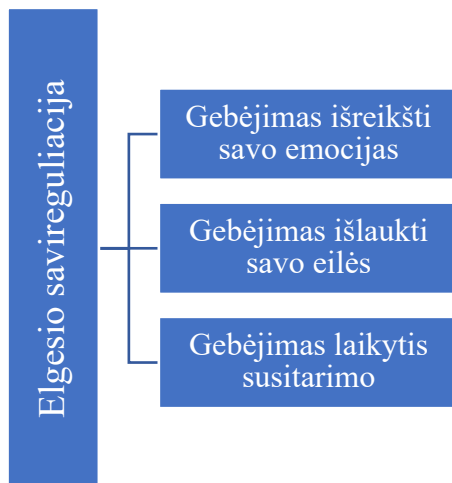 Elgesio savireguliacija
Gebėjimas išreikšti
savo emocijas
Gebėjimas išlaukti
savo eilės
Gebėjimas laikytis
susitarimo